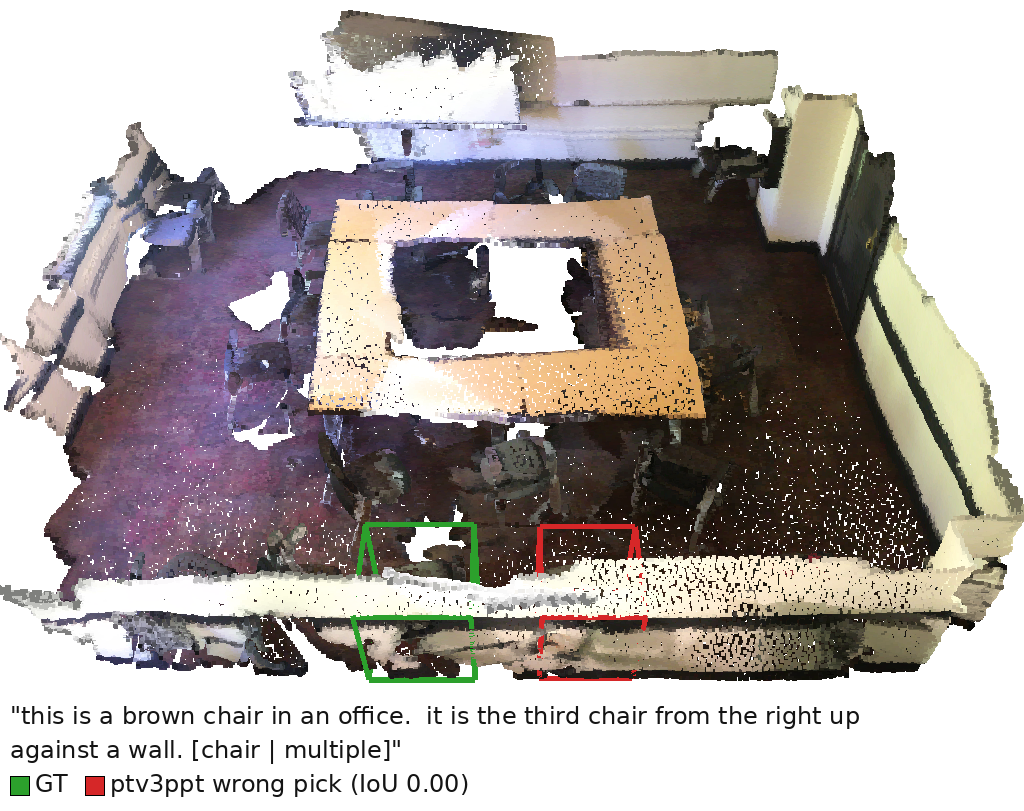 "this is a brown chair in an office.  it is the third chair from the right up
against a wall. [chair | multiple]"
GT ptv3ppt wrong pick (IoU 0.00)